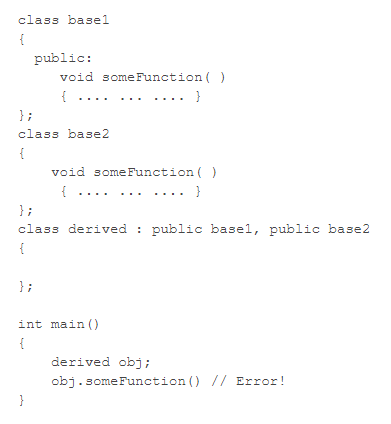 class base1
{
  public:
     void someFunction( )
     { .... ... .... }
};
class base2
{
    void someFunction( )
     { .... ... .... }
};
class derived : public base1, public base2
{

};

int main()
{
    derived obj;
    obj.someFunction() // Error!
}